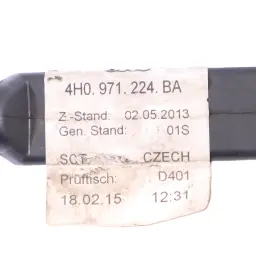 4H0.971.224.BA
Z-Stand: 02.05.2013
Gen. Stand: 01S
SCT CZECH
Prüftisch: D401
18.02.15 12:31